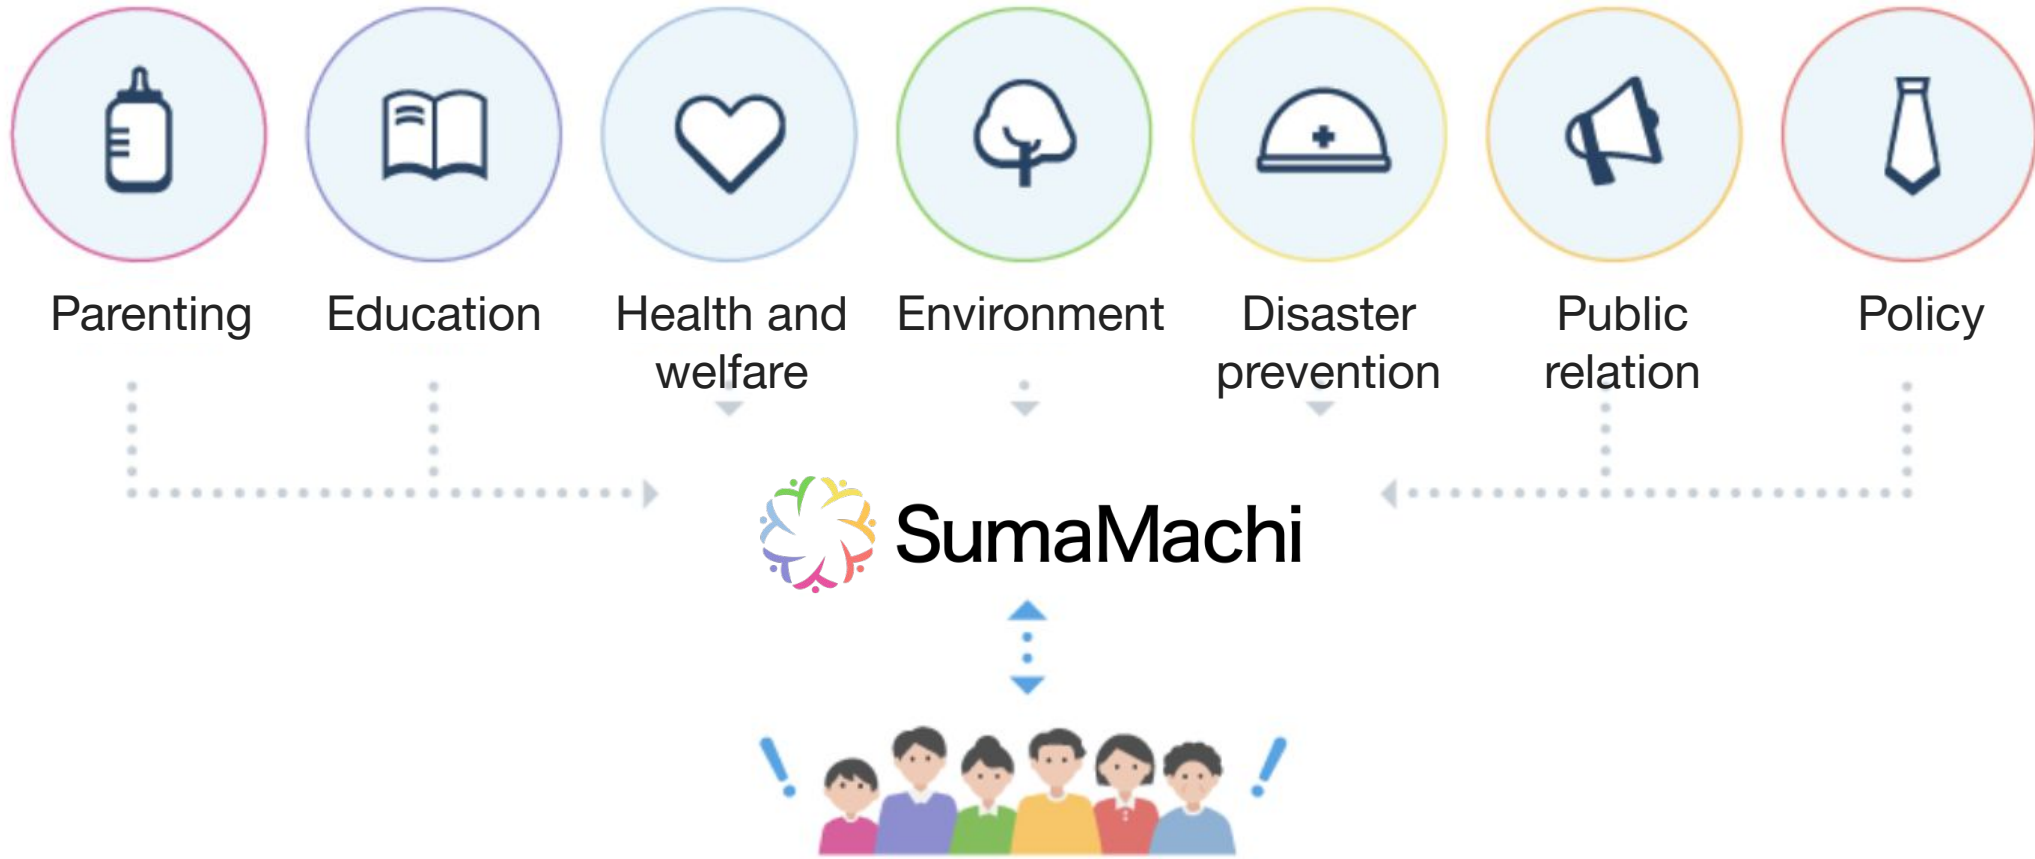 Parenting
Education
Health and
welfare
Environment
Disaster
prevention
Public
relation
Policy
SumaMachi